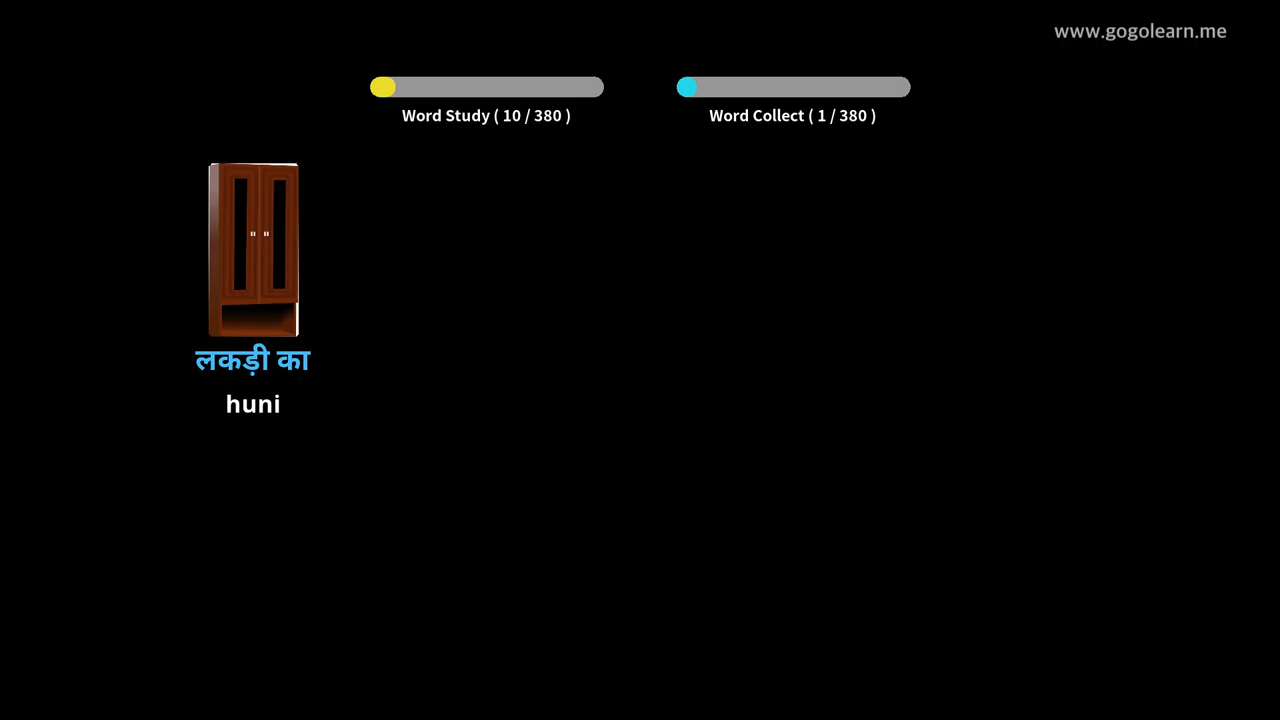 www.gogolearn.me
Word Study ( 10 / 380 )
Word Collect ( 1 / 380 )
लकड़ी का
huni